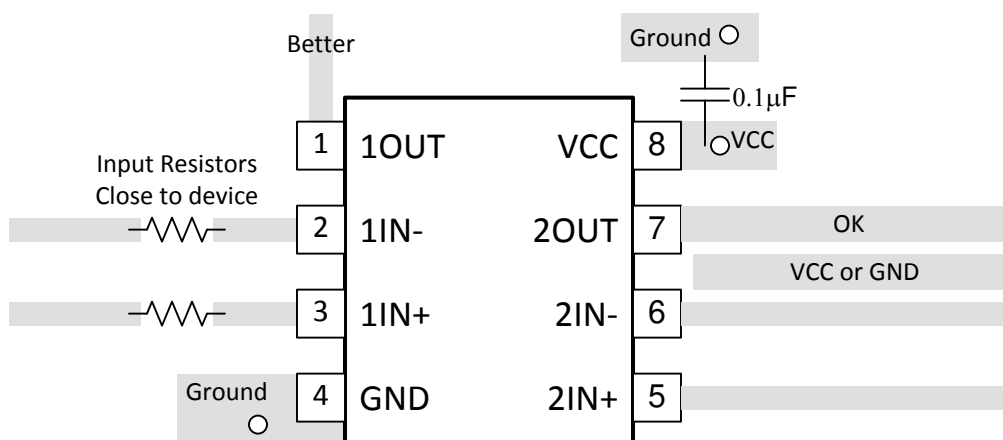 Better
Ground
0.1μF
1
1OUT
VCC
8
VCC
Input Resistors
Close to device
2
1IN-
2OUT
7
OK
VCC or GND
3
1IN+
2IN-
6
Ground
4
GND
2IN+
5